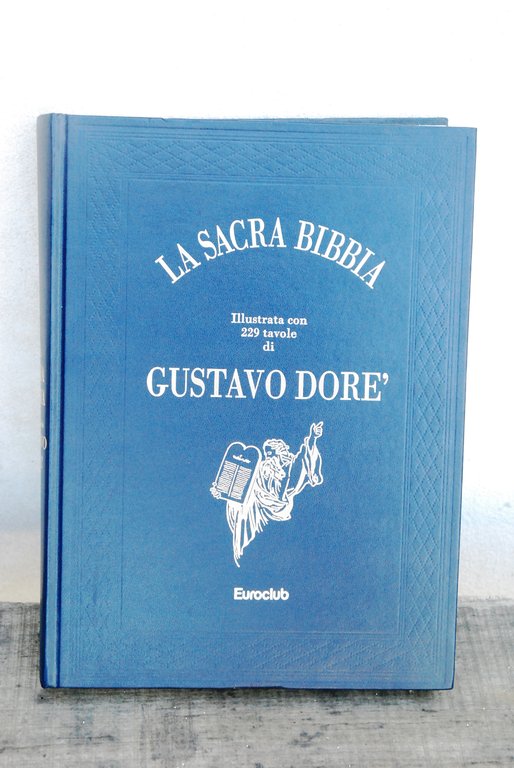 LA SACRA BIBBIA
Illustrata con
229 tavole
di
GUSTAVO DORE'
Euroclub